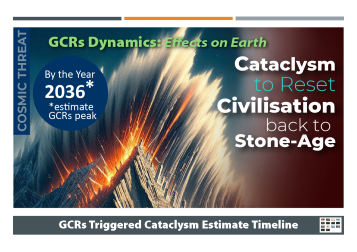 GCRs Dynamics: Effects on Earth
COSMIC THREAT
By the Year
2036*
*estimate
GCRs peak
Cataclysm
to Reset
Civilisation
back to
Stone-Age
GCRs Triggered Cataclysm Estimate Timeline